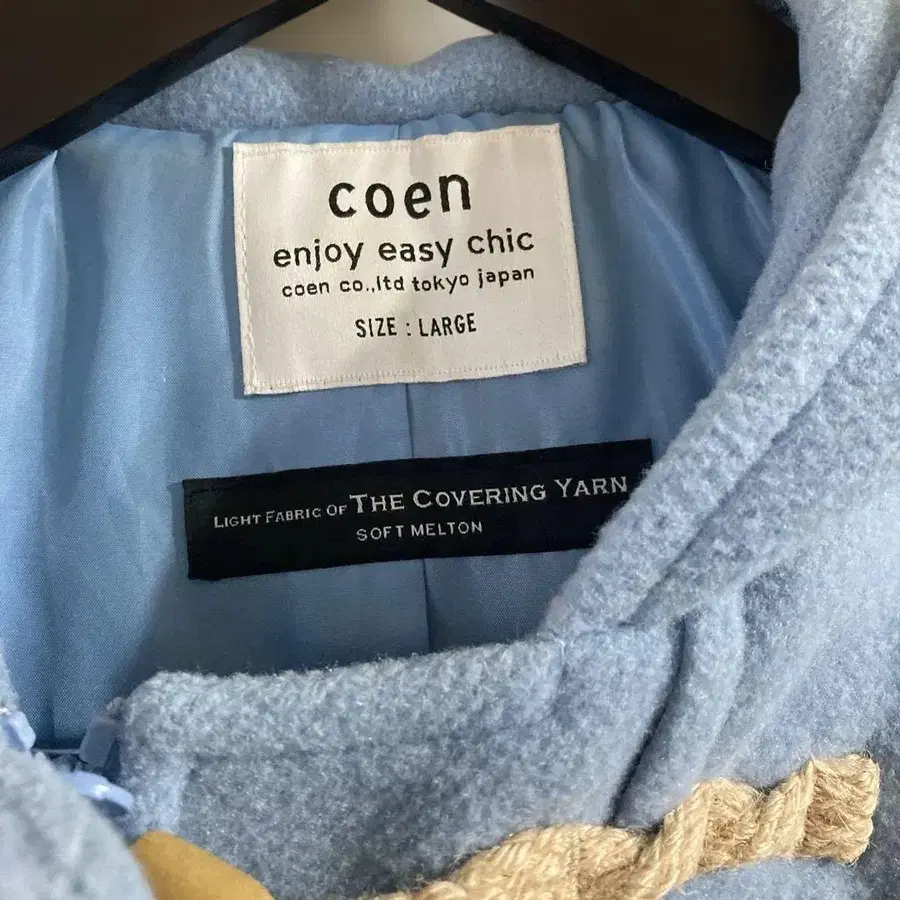 coen
enjoy easy chic
coen co.,ltd tokyo japan
SIZE : LARGE
LIGHT FABRIC OF THE COVERING YARN
SOFT MELTON